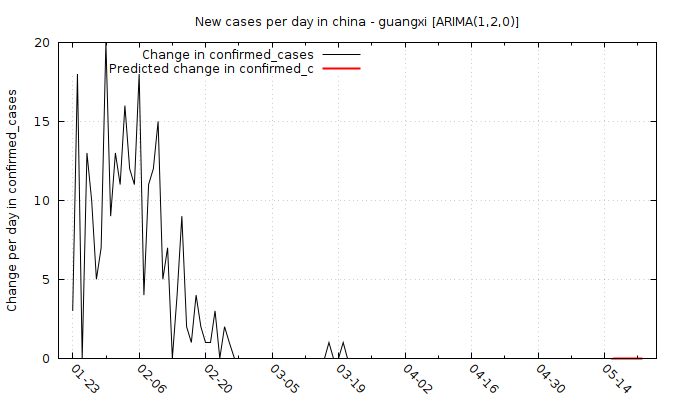 New cases per day in china - guangxi [ARIMA(1,2,0)]
Change in confirmed_cases
Predicted change in confirmed_c
Change per day in confirmed_cases
20
15
10
5
0
01-23 02-06 02-20 03-05 03-19 04-02 04-16 04-30 05-14